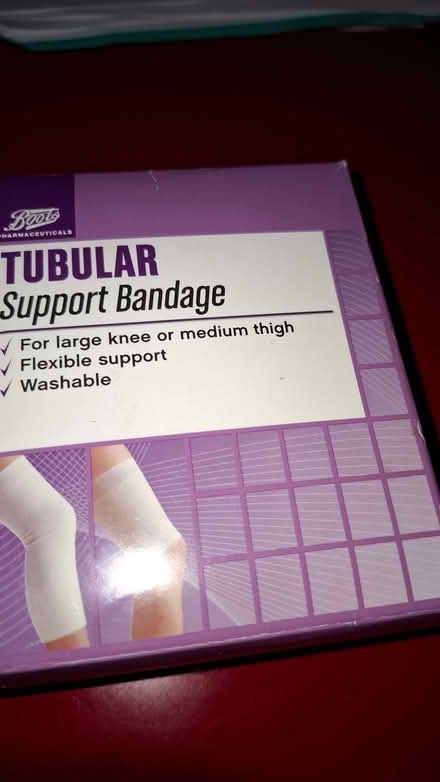 Boots
PHARMACEUTICALS
TUBULAR
Support Bandage
✓ For large knee or medium thigh
✓ Flexible support
✓ Washable